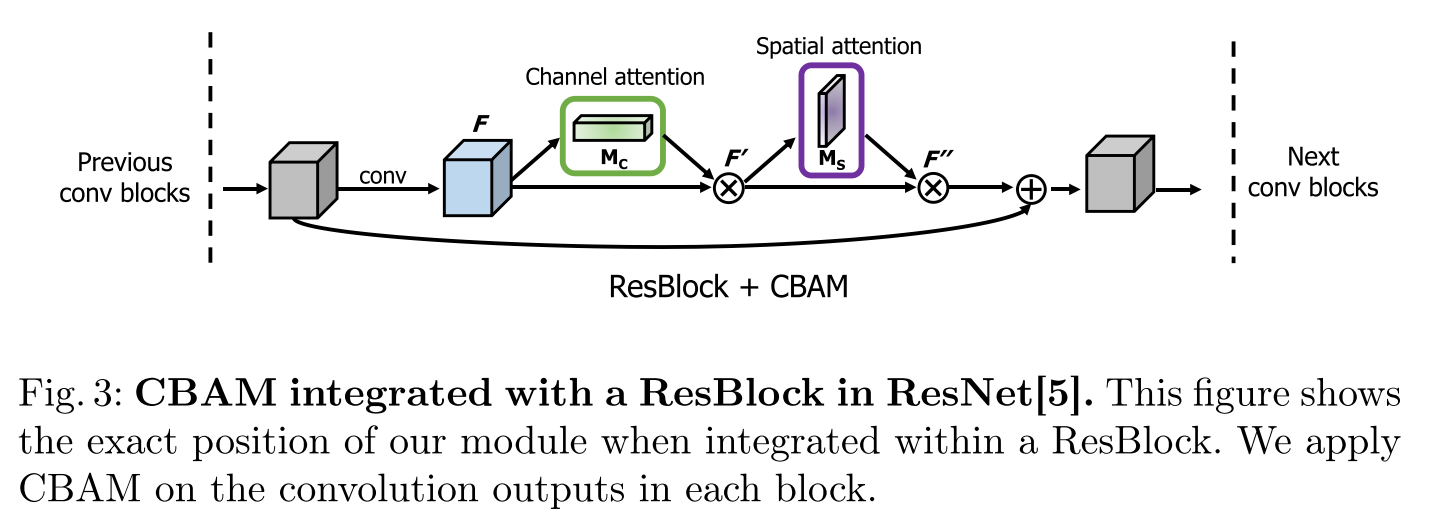 Spatial attention
Channel attention
F
M_C
F′
M_S
F″
Previous
conv blocks
conv
Next
conv blocks
ResBlock + CBAM
Fig. 3: CBAM integrated with a ResBlock in ResNet[5]. This figure shows
the exact position of our module when integrated within a ResBlock. We apply
CBAM on the convolution outputs in each block.